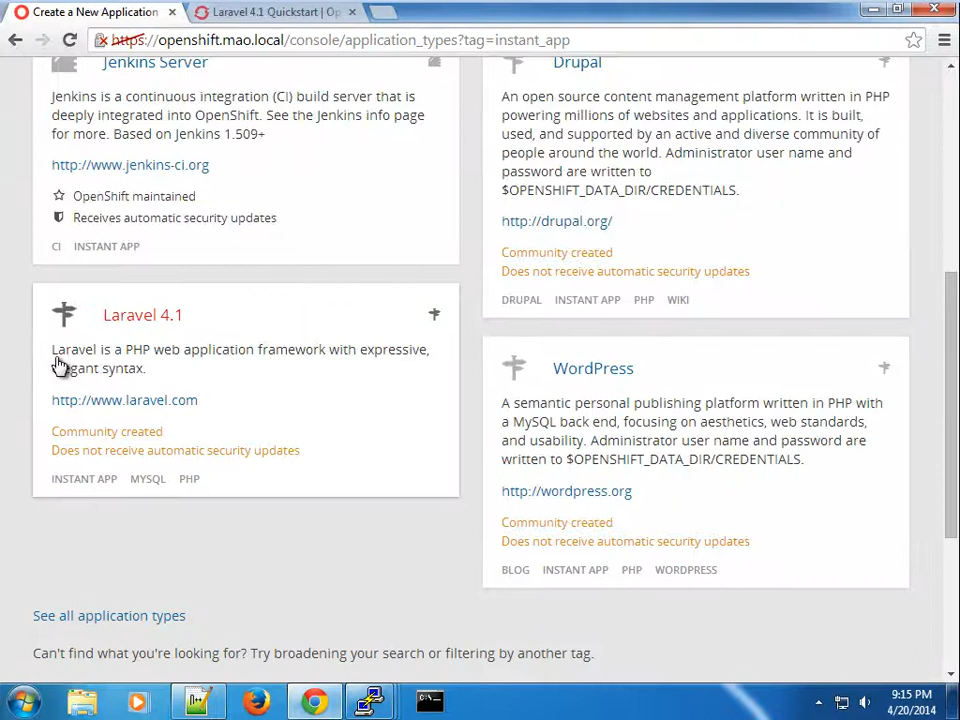 Create a New Application
Laravel 4.1 Quickstart | Op
https://openshift.mao.local/console/application_types?tag=instant_app
Jenkins Server
Jenkins is a continuous integration (CI) build server that is
deeply integrated into OpenShift. See the Jenkins info page
for more. Based on Jenkins 1.509+
http://www.jenkins-ci.org
OpenShift maintained
Receives automatic security updates
CI INSTANT APP
Laravel 4.1
Laravel is a PHP web application framework with expressive,
elegant syntax.
http://www.laravel.com
Community created
Does not receive automatic security updates
INSTANT APP MYSQL PHP
Drupal
An open source content management platform written in PHP
powering millions of websites and applications. It is built,
used, and supported by an active and diverse community of
people around the world. Administrator user name and
password are written to
$OPENSHIFT_DATA_DIR/CREDENTIALS.
http://drupal.org/
Community created
Does not receive automatic security updates
DRUPAL INSTANT APP PHP WIKI
WordPress
A semantic personal publishing platform written in PHP with
a MySQL back end, focusing on aesthetics, web standards,
and usability. Administrator user name and password are
written to $OPENSHIFT_DATA_DIR/CREDENTIALS.
http://wordpress.org
Community created
Does not receive automatic security updates
BLOG INSTANT APP PHP WORDPRESS
See all application types
Can't find what you're looking for? Try broadening your search or filtering by another tag.
9:15 PM
4/20/2014